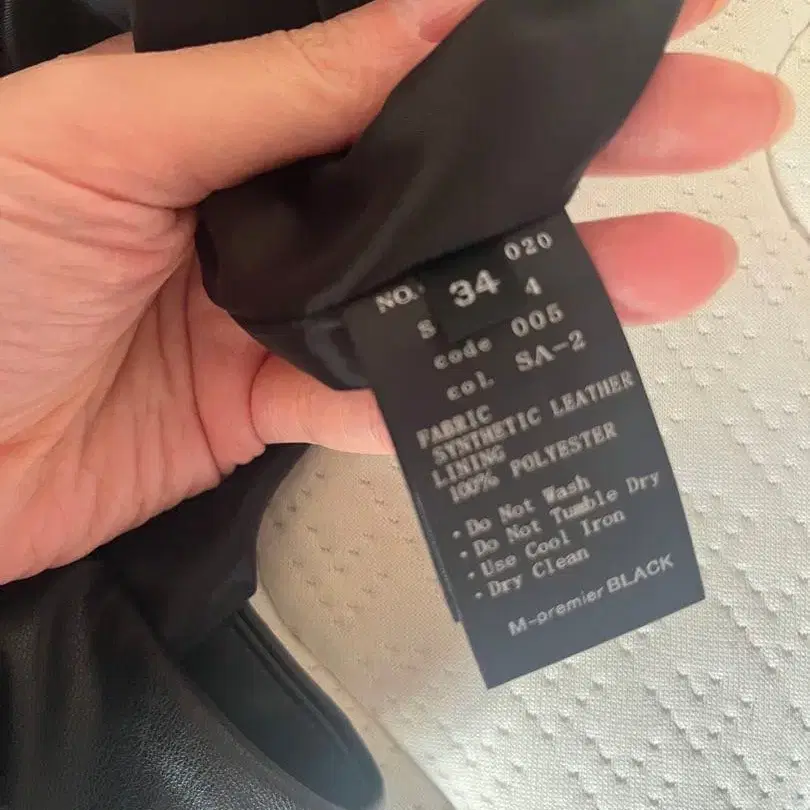 NO. 020
34
S 4
code 005
col. SA-2
FABRIC
SYNTHETIC LEATHER
LINING
100% POLYESTER
・Do Not Wash
・Do Not Tumble Dry
・Use Cool Iron
・Dry Clean
M-premier BLACK